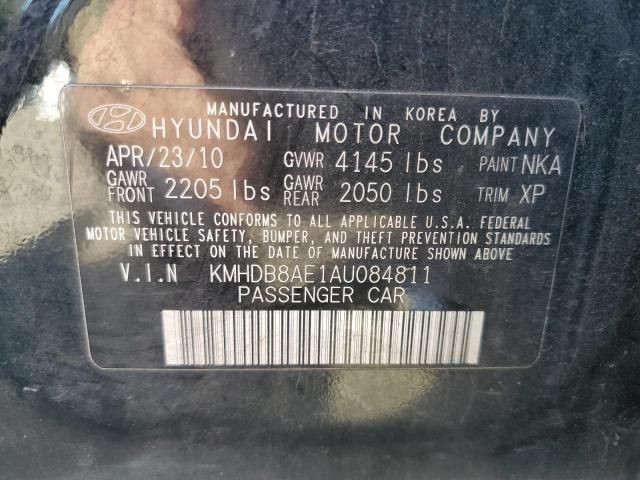 MANUFACTURED IN KOREA BY
HYUNDAI MOTOR COMPANY
APR/23/10 GVWR 4145 lbs PAINT NKA
GAWR FRONT 2205 lbs GAWR REAR 2050 lbs TRIM XP
THIS VEHICLE CONFORMS TO ALL APPLICABLE U.S.A. FEDERAL
MOTOR VEHICLE SAFETY, BUMPER, AND THEFT PREVENTION STANDARDS
IN EFFECT ON THE DATE OF MANUFACTURE SHOWN ABOVE
V.I.N KMHDB8AE1AU084811
PASSENGER CAR